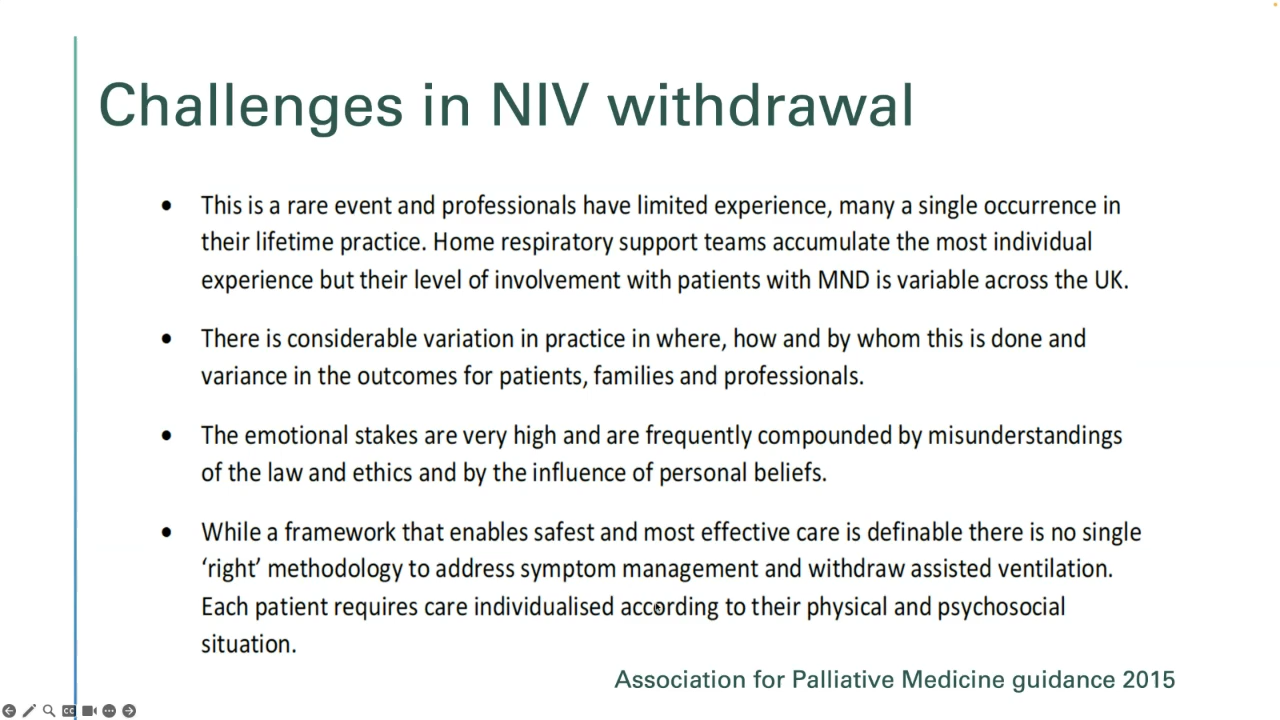 Challenges in NIV withdrawal
• This is a rare event and professionals have limited experience, many a single occurrence in
their lifetime practice. Home respiratory support teams accumulate the most individual
experience but their level of involvement with patients with MND is variable across the UK.
• There is considerable variation in practice in where, how and by whom this is done and
variance in the outcomes for patients, families and professionals.
• The emotional stakes are very high and are frequently compounded by misunderstandings
of the law and ethics and by the influence of personal beliefs.
• While a framework that enables safest and most effective care is definable there is no single
‘right’ methodology to address symptom management and withdraw assisted ventilation.
Each patient requires care individualised according to their physical and psychosocial
situation.
Association for Palliative Medicine guidance 2015
CC